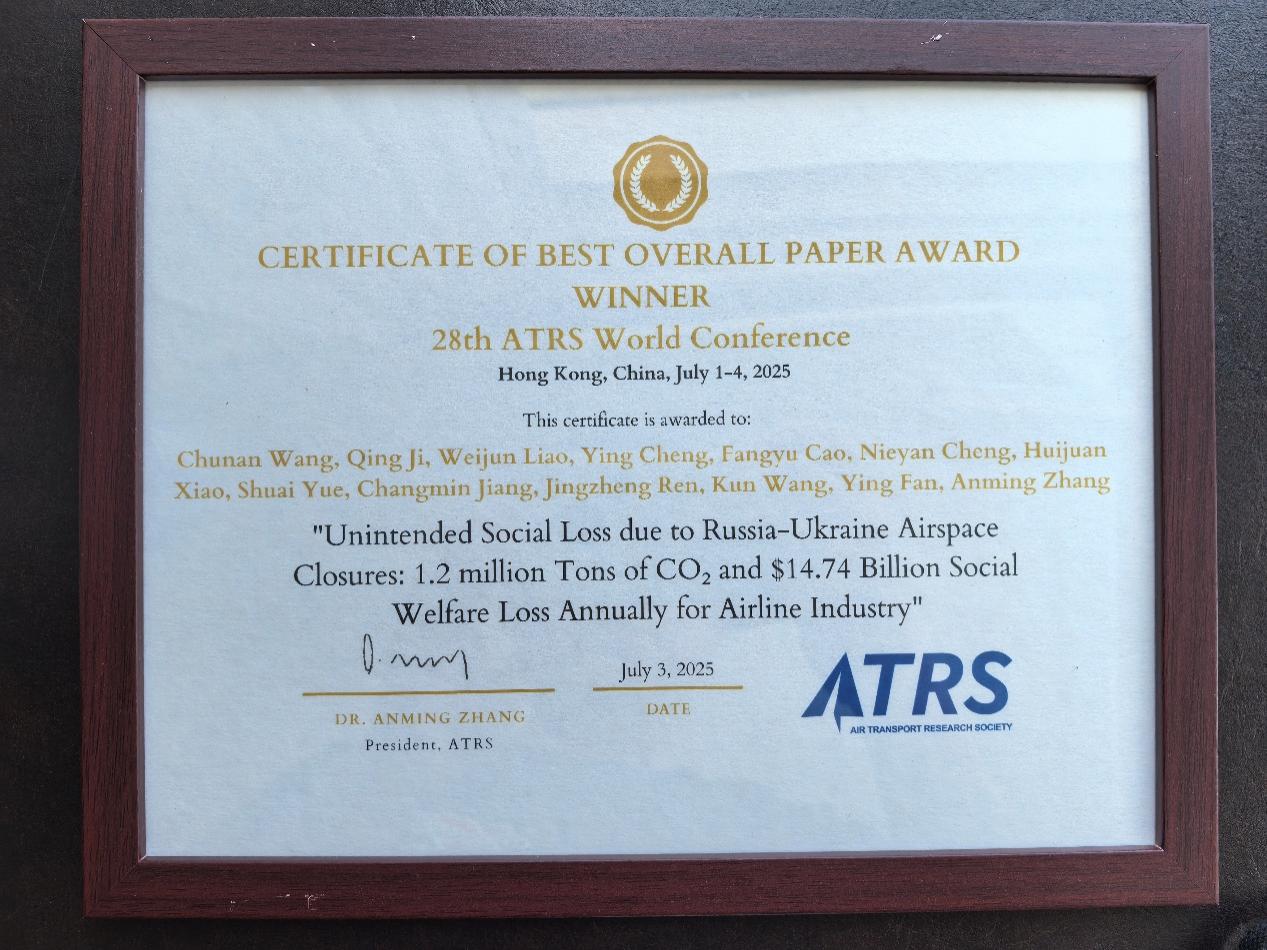 CERTIFICATE OF BEST OVERALL PAPER AWARD
WINNER
28th ATRS World Conference
Hong Kong, China, July 1-4, 2025
This certificate is awarded to:
Chunan Wang, Qing Ji, Weijun Liao, Ying Cheng, Fangyu Cao, Nieyan Cheng, Huijuan
Xiao, Shuai Yue, Changmin Jiang, Jingzheng Ren, Kun Wang, Ying Fan, Anming Zhang
"Unintended Social Loss due to Russia-Ukraine Airspace
Closures: 1.2 million Tons of CO₂ and $14.74 Billion Social
Welfare Loss Annually for Airline Industry"
July 3, 2025
DR. ANMING ZHANG
President, ATRS
DATE
ATRS
AIR TRANSPORT RESEARCH SOCIETY